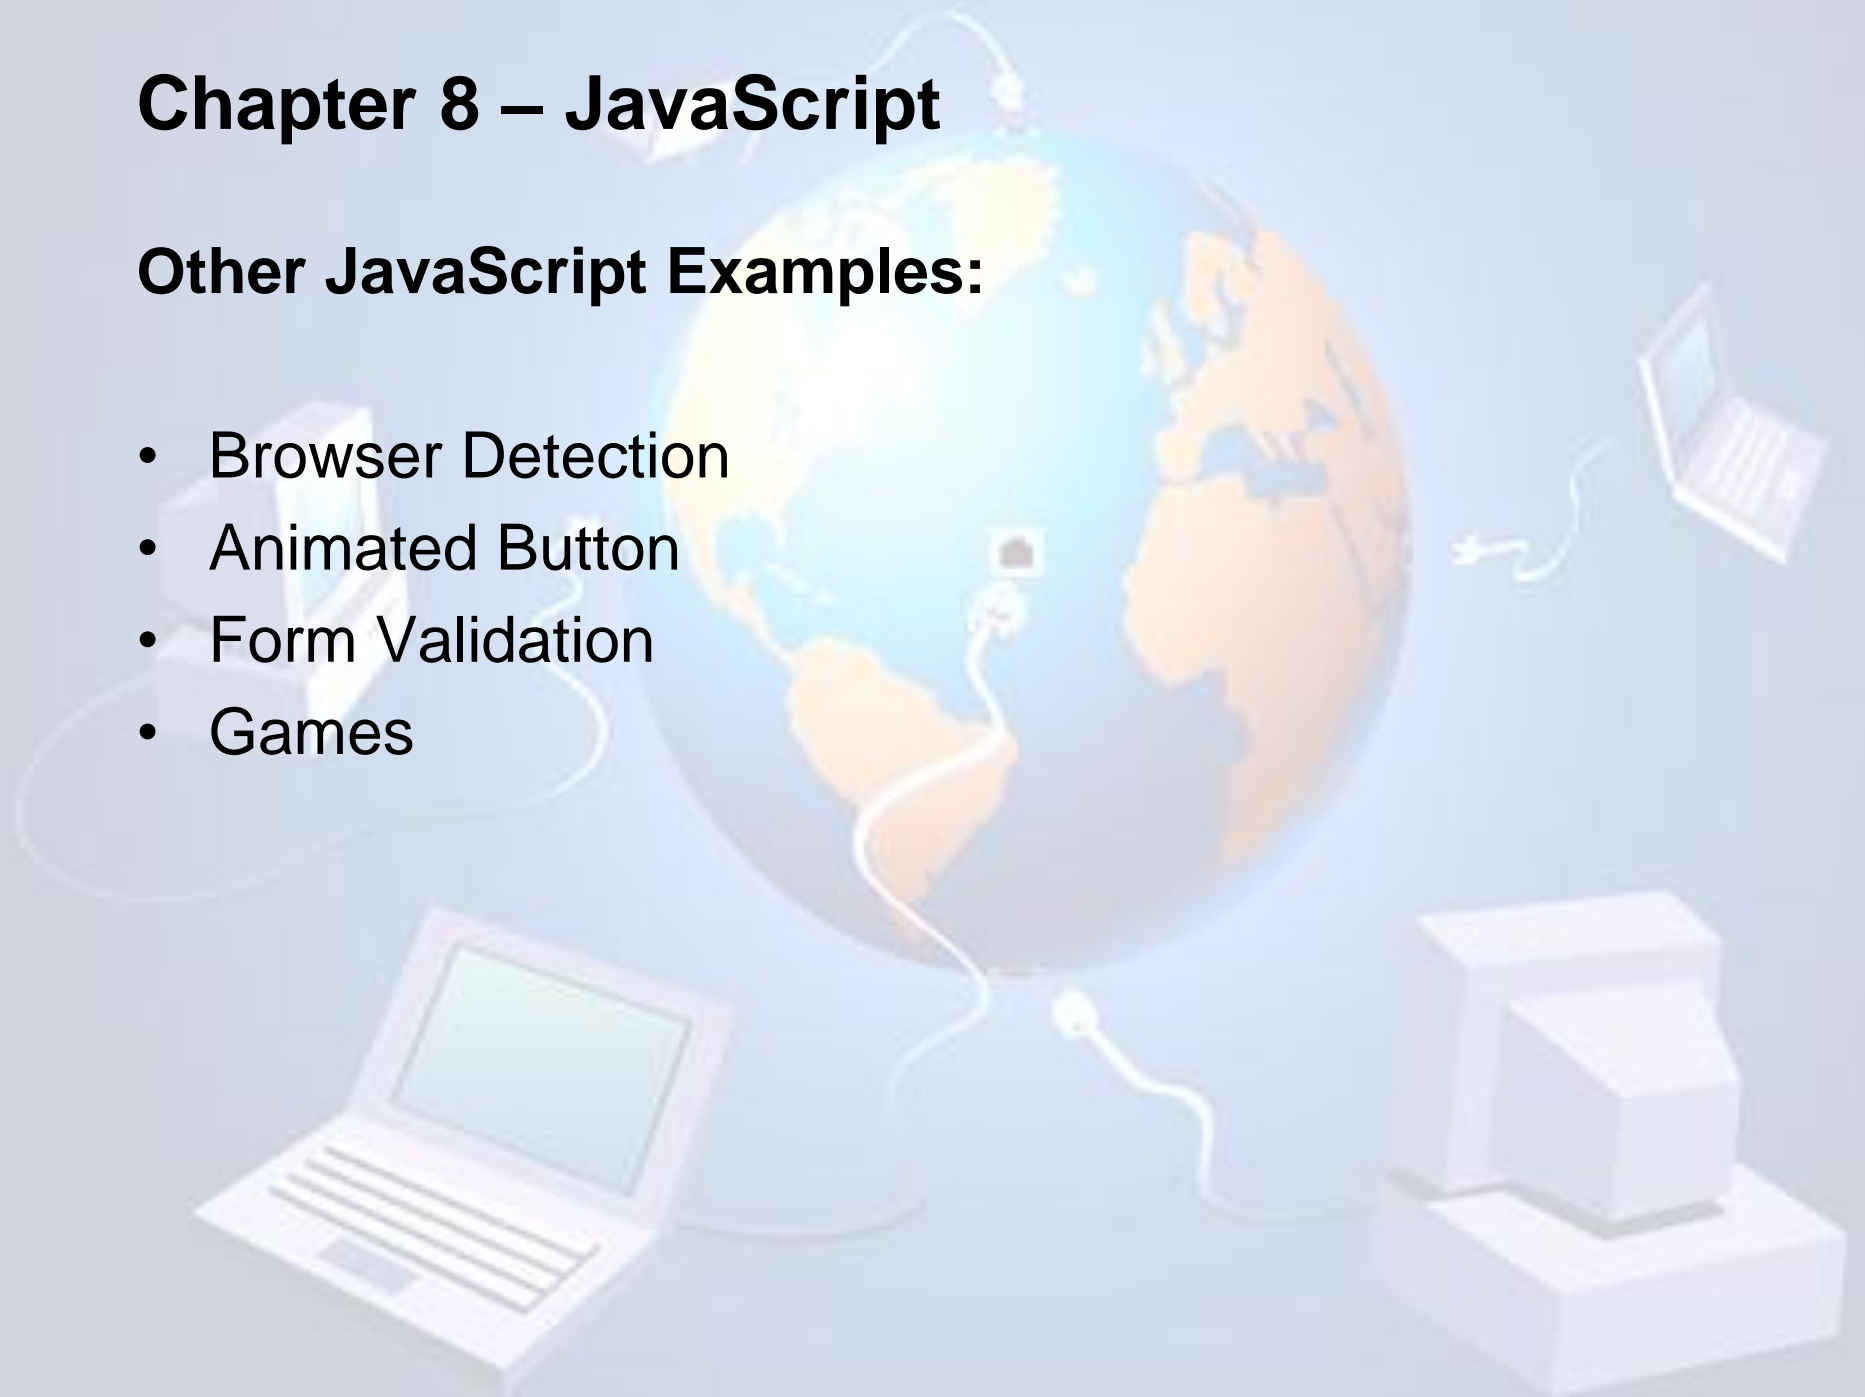 Chapter 8 – JavaScript
Other JavaScript Examples:
• Browser Detection
• Animated Button
• Form Validation
• Games